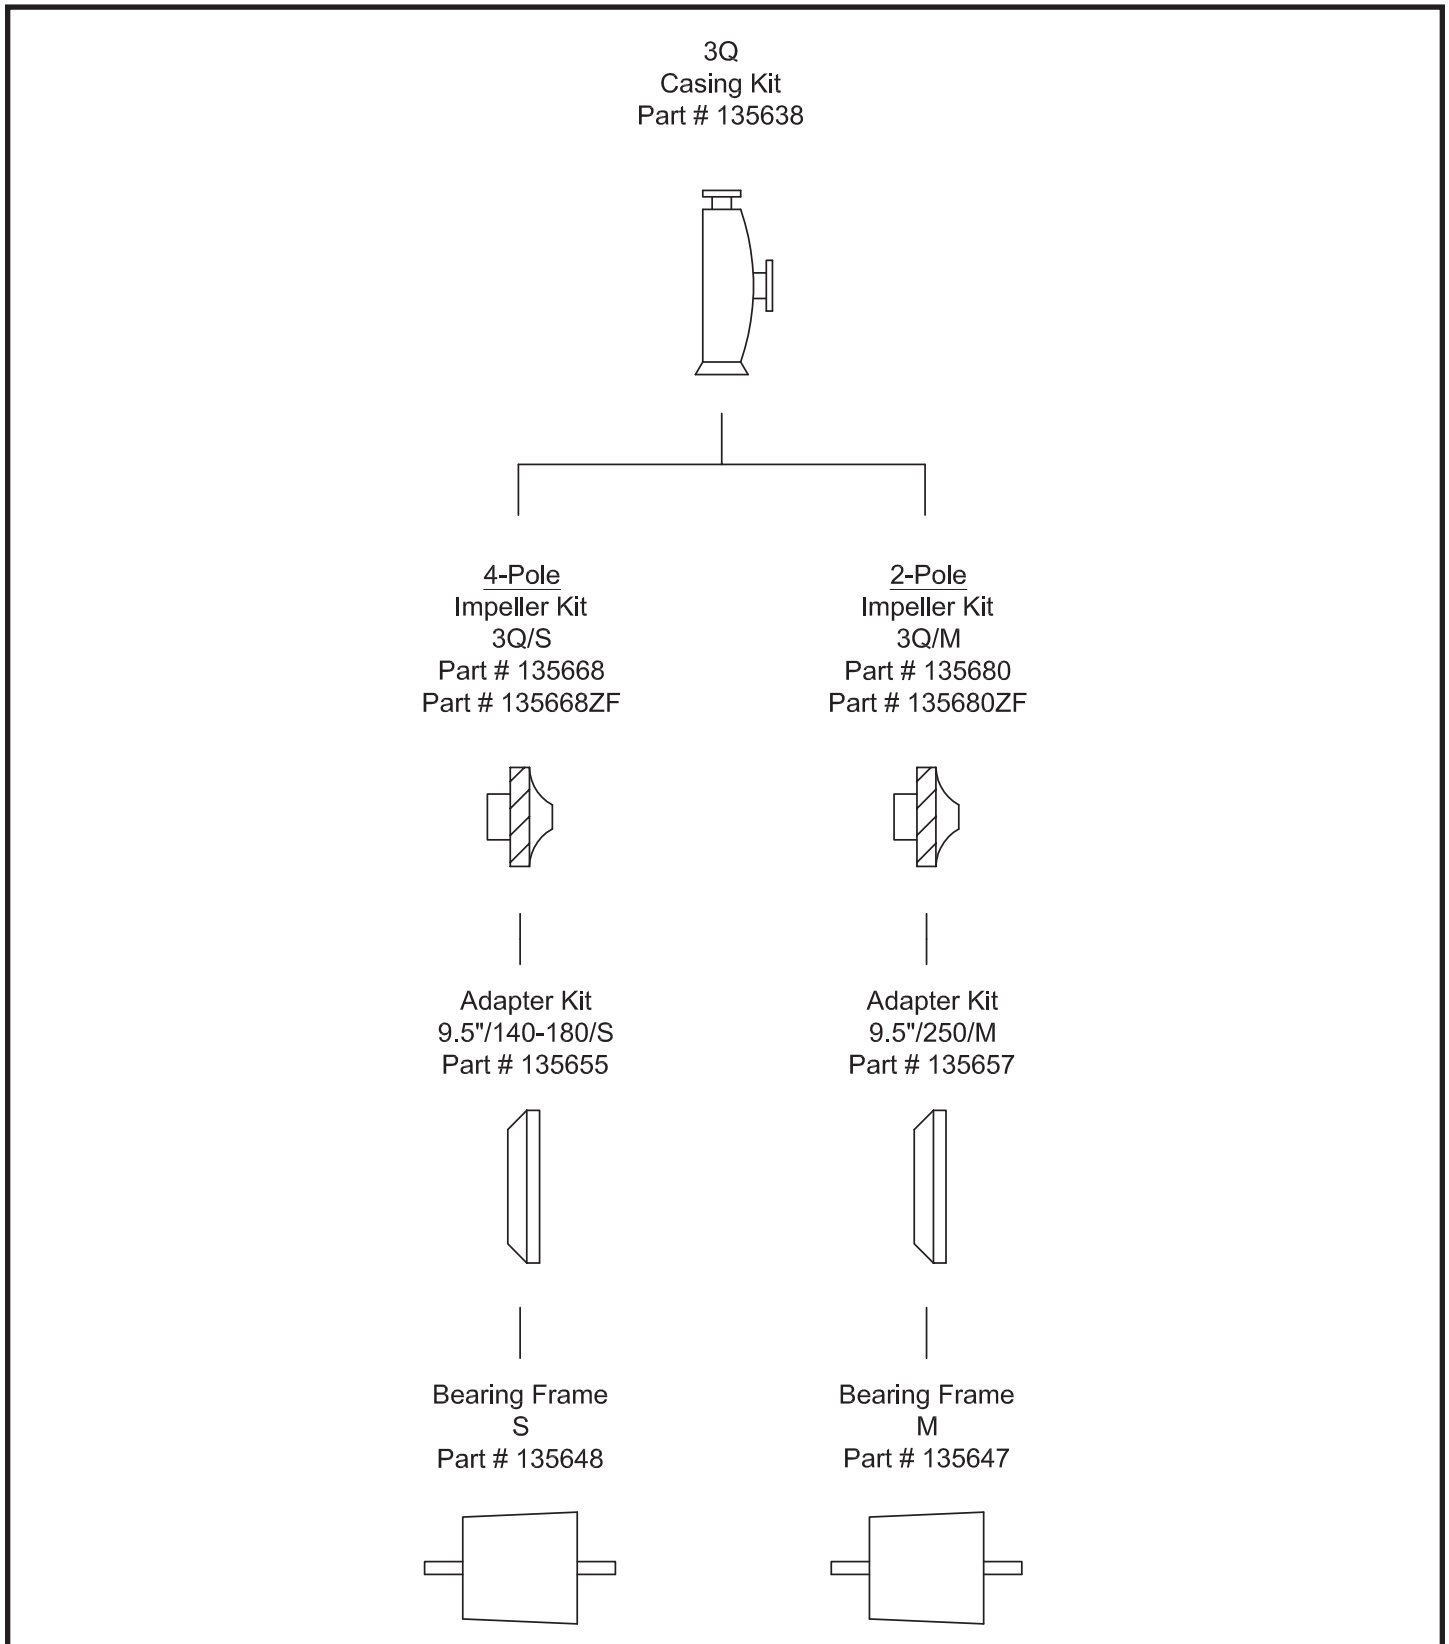 3Q
Casing Kit
Part # 135638
4-Pole
Impeller Kit
3Q/S
Part # 135668
Part # 135668ZF
2-Pole
Impeller Kit
3Q/M
Part # 135680
Part # 135680ZF
Adapter Kit
9.5"/140-180/S
Part # 135655
Adapter Kit
9.5"/250/M
Part # 135657
Bearing Frame
S
Part # 135648
Bearing Frame
M
Part # 135647